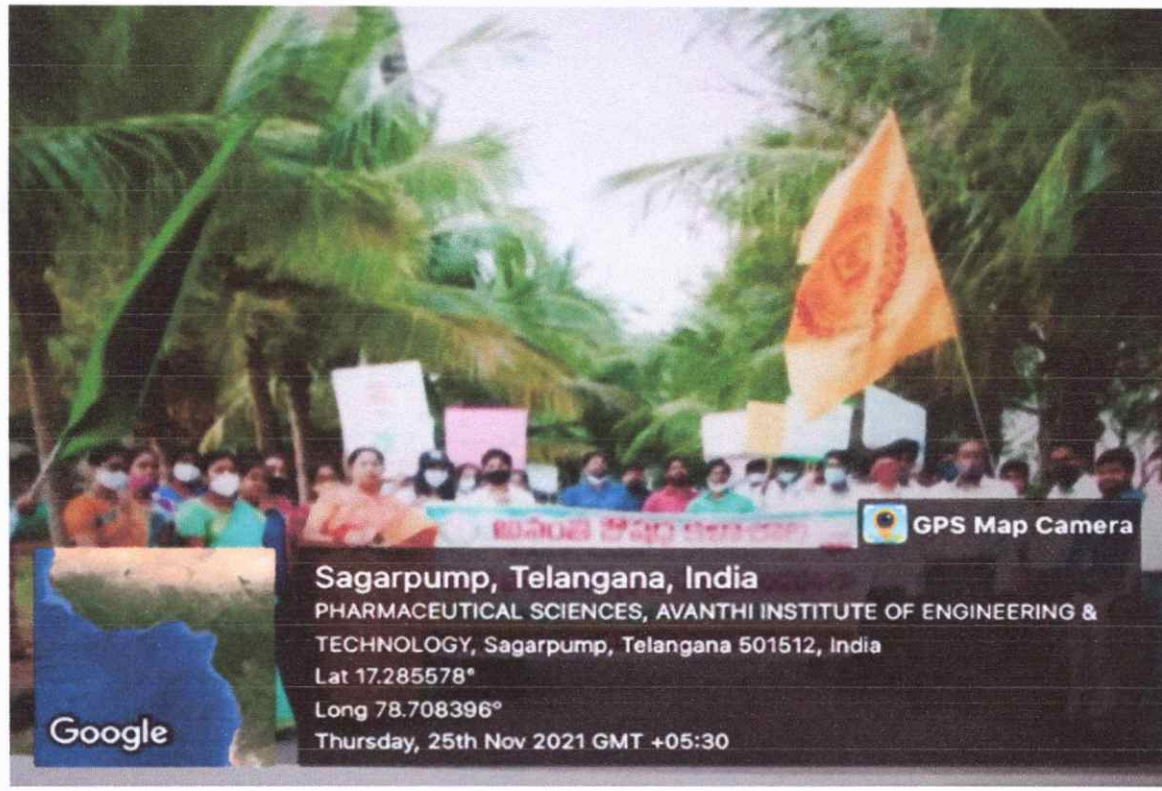 అవంతి
GPS Map Camera
Sagarpump, Telangana, India
PHARMACEUTICAL SCIENCES, AVANTHI INSTITUTE OF ENGINEERING &
TECHNOLOGY, Sagarpump, Telangana 501512, India
Lat 17.285578°
Long 78.708396°
Thursday, 25th Nov 2021 GMT +05:30
Google